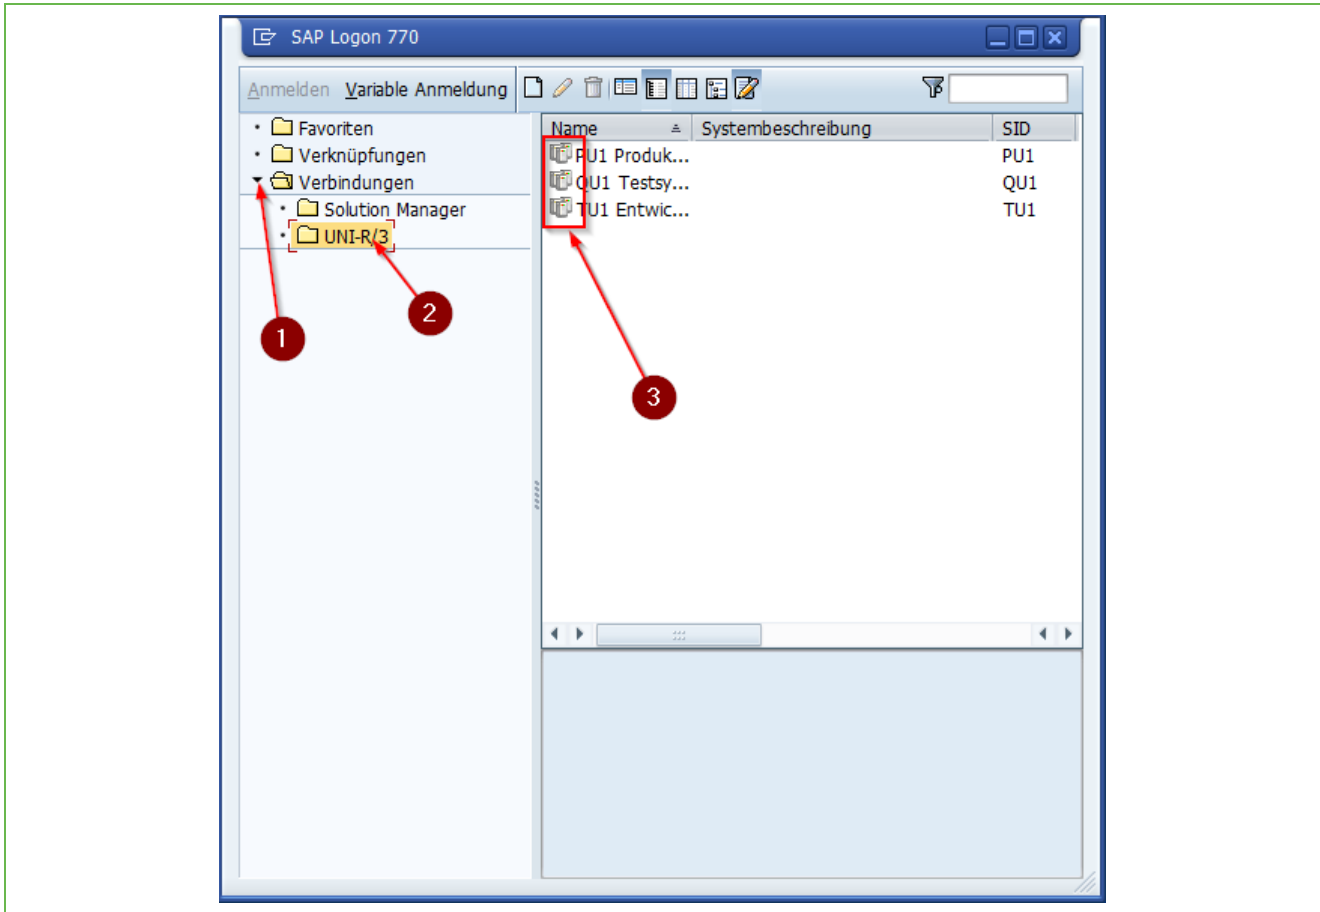 SAP Logon 770
Anmelden Variable Anmeldung
Favoriten
Verknüpfungen
Verbindungen
Solution Manager
UNI-R/3
Name Systembeschreibung SID
PU1 Produk... PU1
QU1 Testsy... QU1
TU1 Entwic... TU1
1
2
3